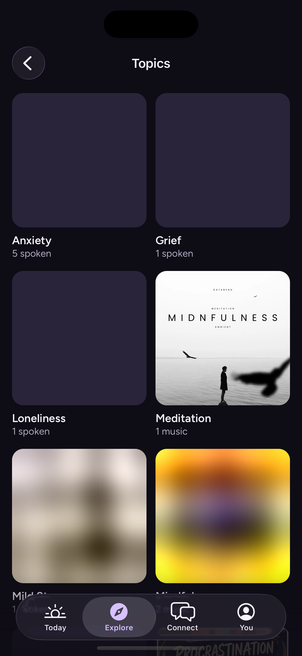 Topics
Anxiety
5 spoken
Grief
1 spoken
Loneliness
1 spoken
MIDNFULNESS
Meditation
1 music
Today
Explore
Connect
You
PROCRASTINATION